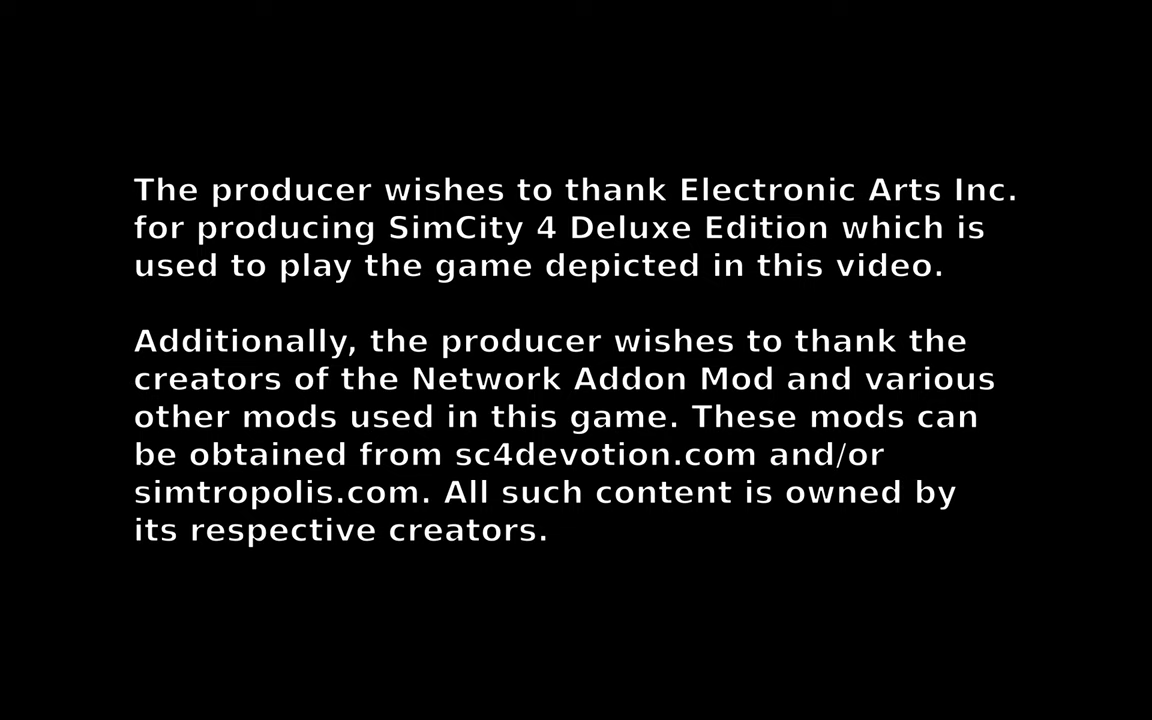 The producer wishes to thank Electronic Arts Inc.
for producing SimCity 4 Deluxe Edition which is
used to play the game depicted in this video.
Additionally, the producer wishes to thank the
creators of the Network Addon Mod and various
other mods used in this game. These mods can
be obtained from sc4devotion.com and/or
simtropolis.com. All such content is owned by
its respective creators.